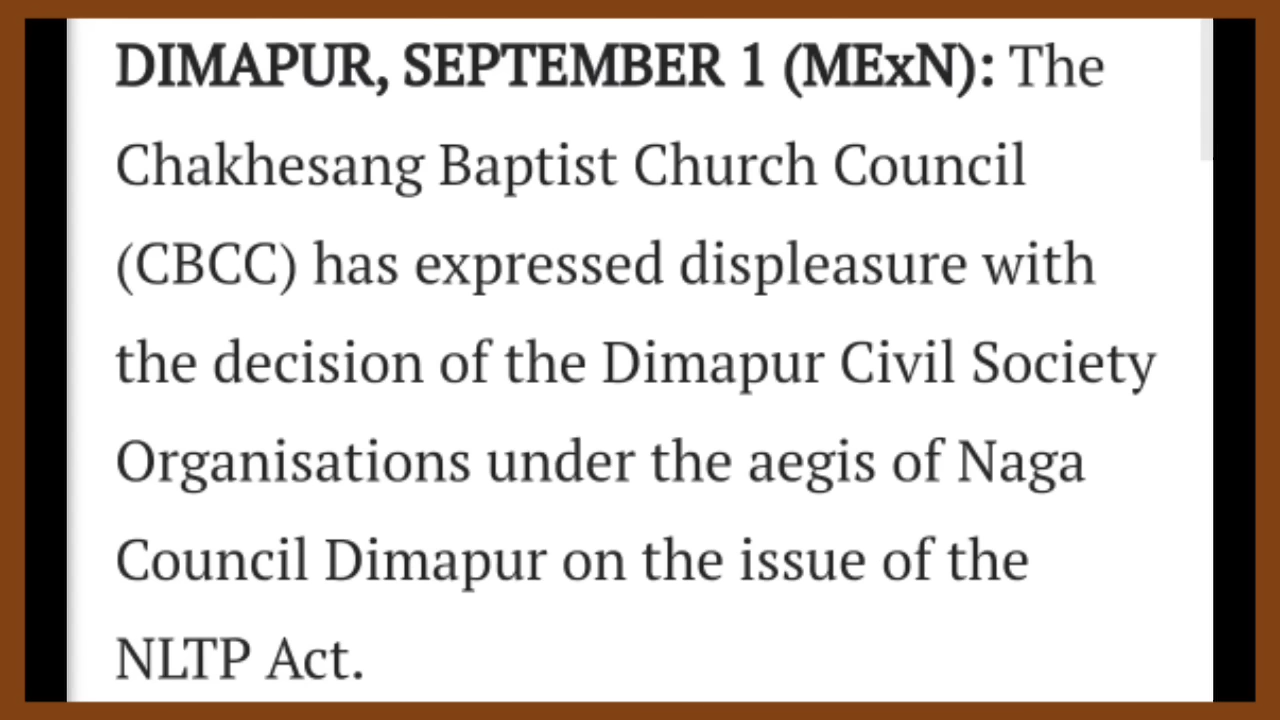 DIMAPUR, SEPTEMBER 1 (MExN): The
Chakhesang Baptist Church Council
(CBCC) has expressed displeasure with
the decision of the Dimapur Civil Society
Organisations under the aegis of Naga
Council Dimapur on the issue of the
NLTP Act.